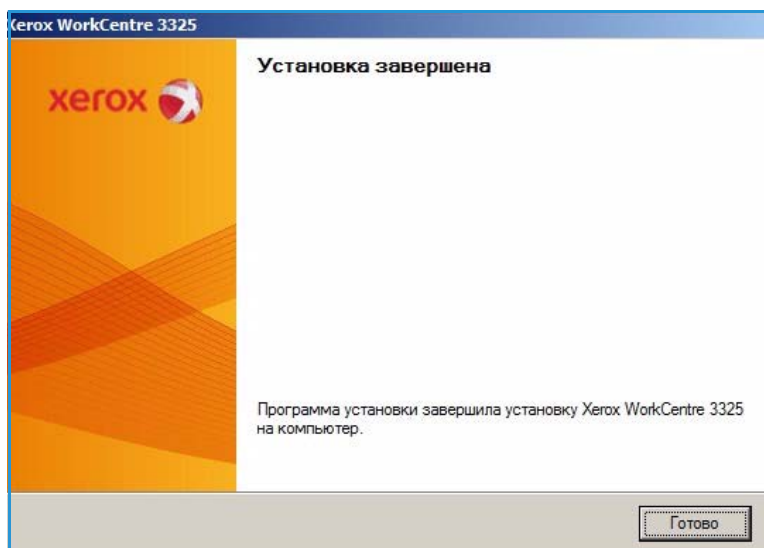 Xerox WorkCentre 3325
xerox
Установка завершена
Программа установки завершила установку Xerox WorkCentre 3325
на компьютер.
Готово